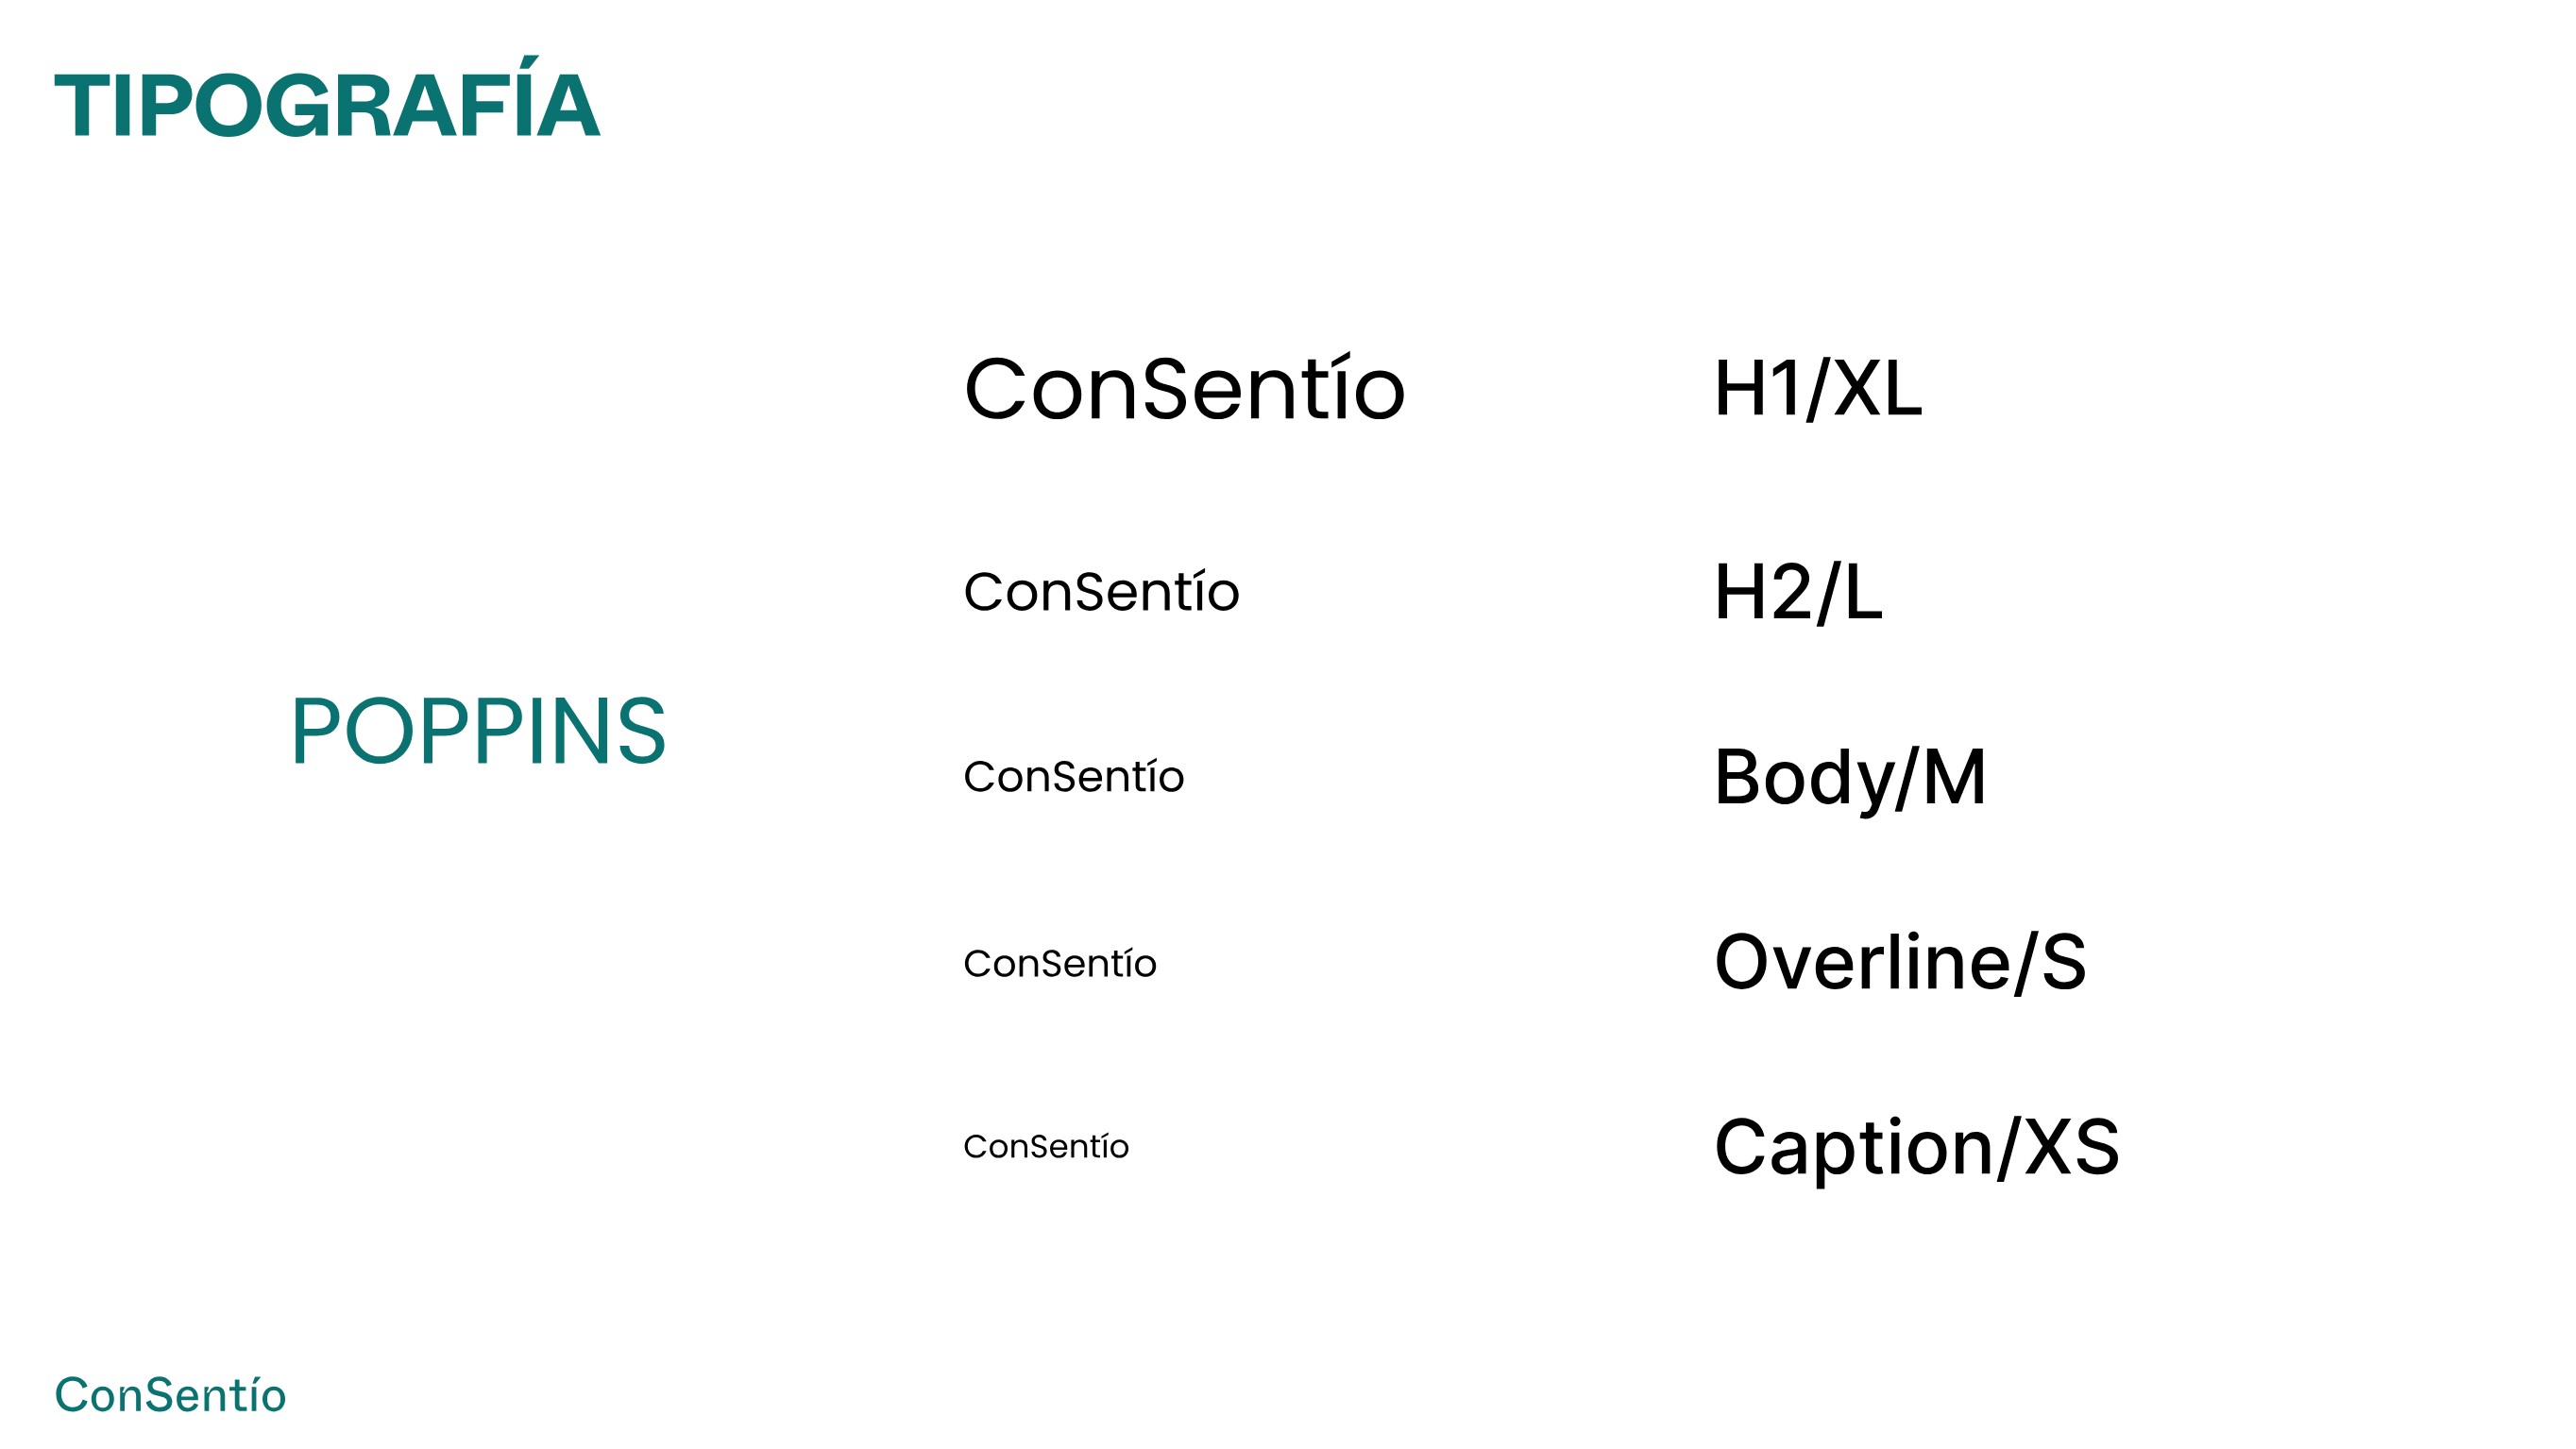 TIPOGRAFÍA
POPPINS
ConSentío
H1/XL
ConSentío
H2/L
ConSentío
Body/M
ConSentío
Overline/S
ConSentío
Caption/XS
ConSentío